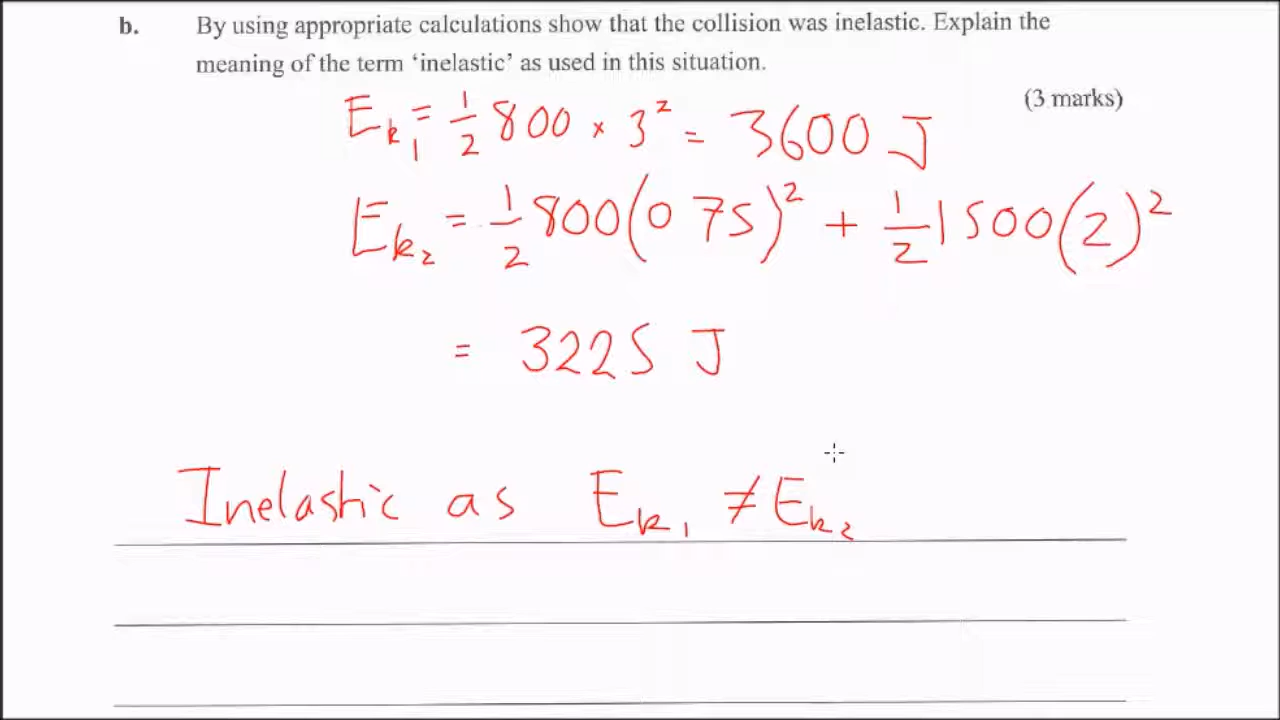 b. By using appropriate calculations show that the collision was inelastic. Explain the
meaning of the term ‘inelastic’ as used in this situation.
(3 marks)
Eₖ₁ = 1/2 800 × 3² = 3600 J
Eₖ₂ = 1/2 800(0 75)² + 1/2 1500(2)²
= 3225 J
Inelastic as Eₖ₁ ≠ Eₖ₂